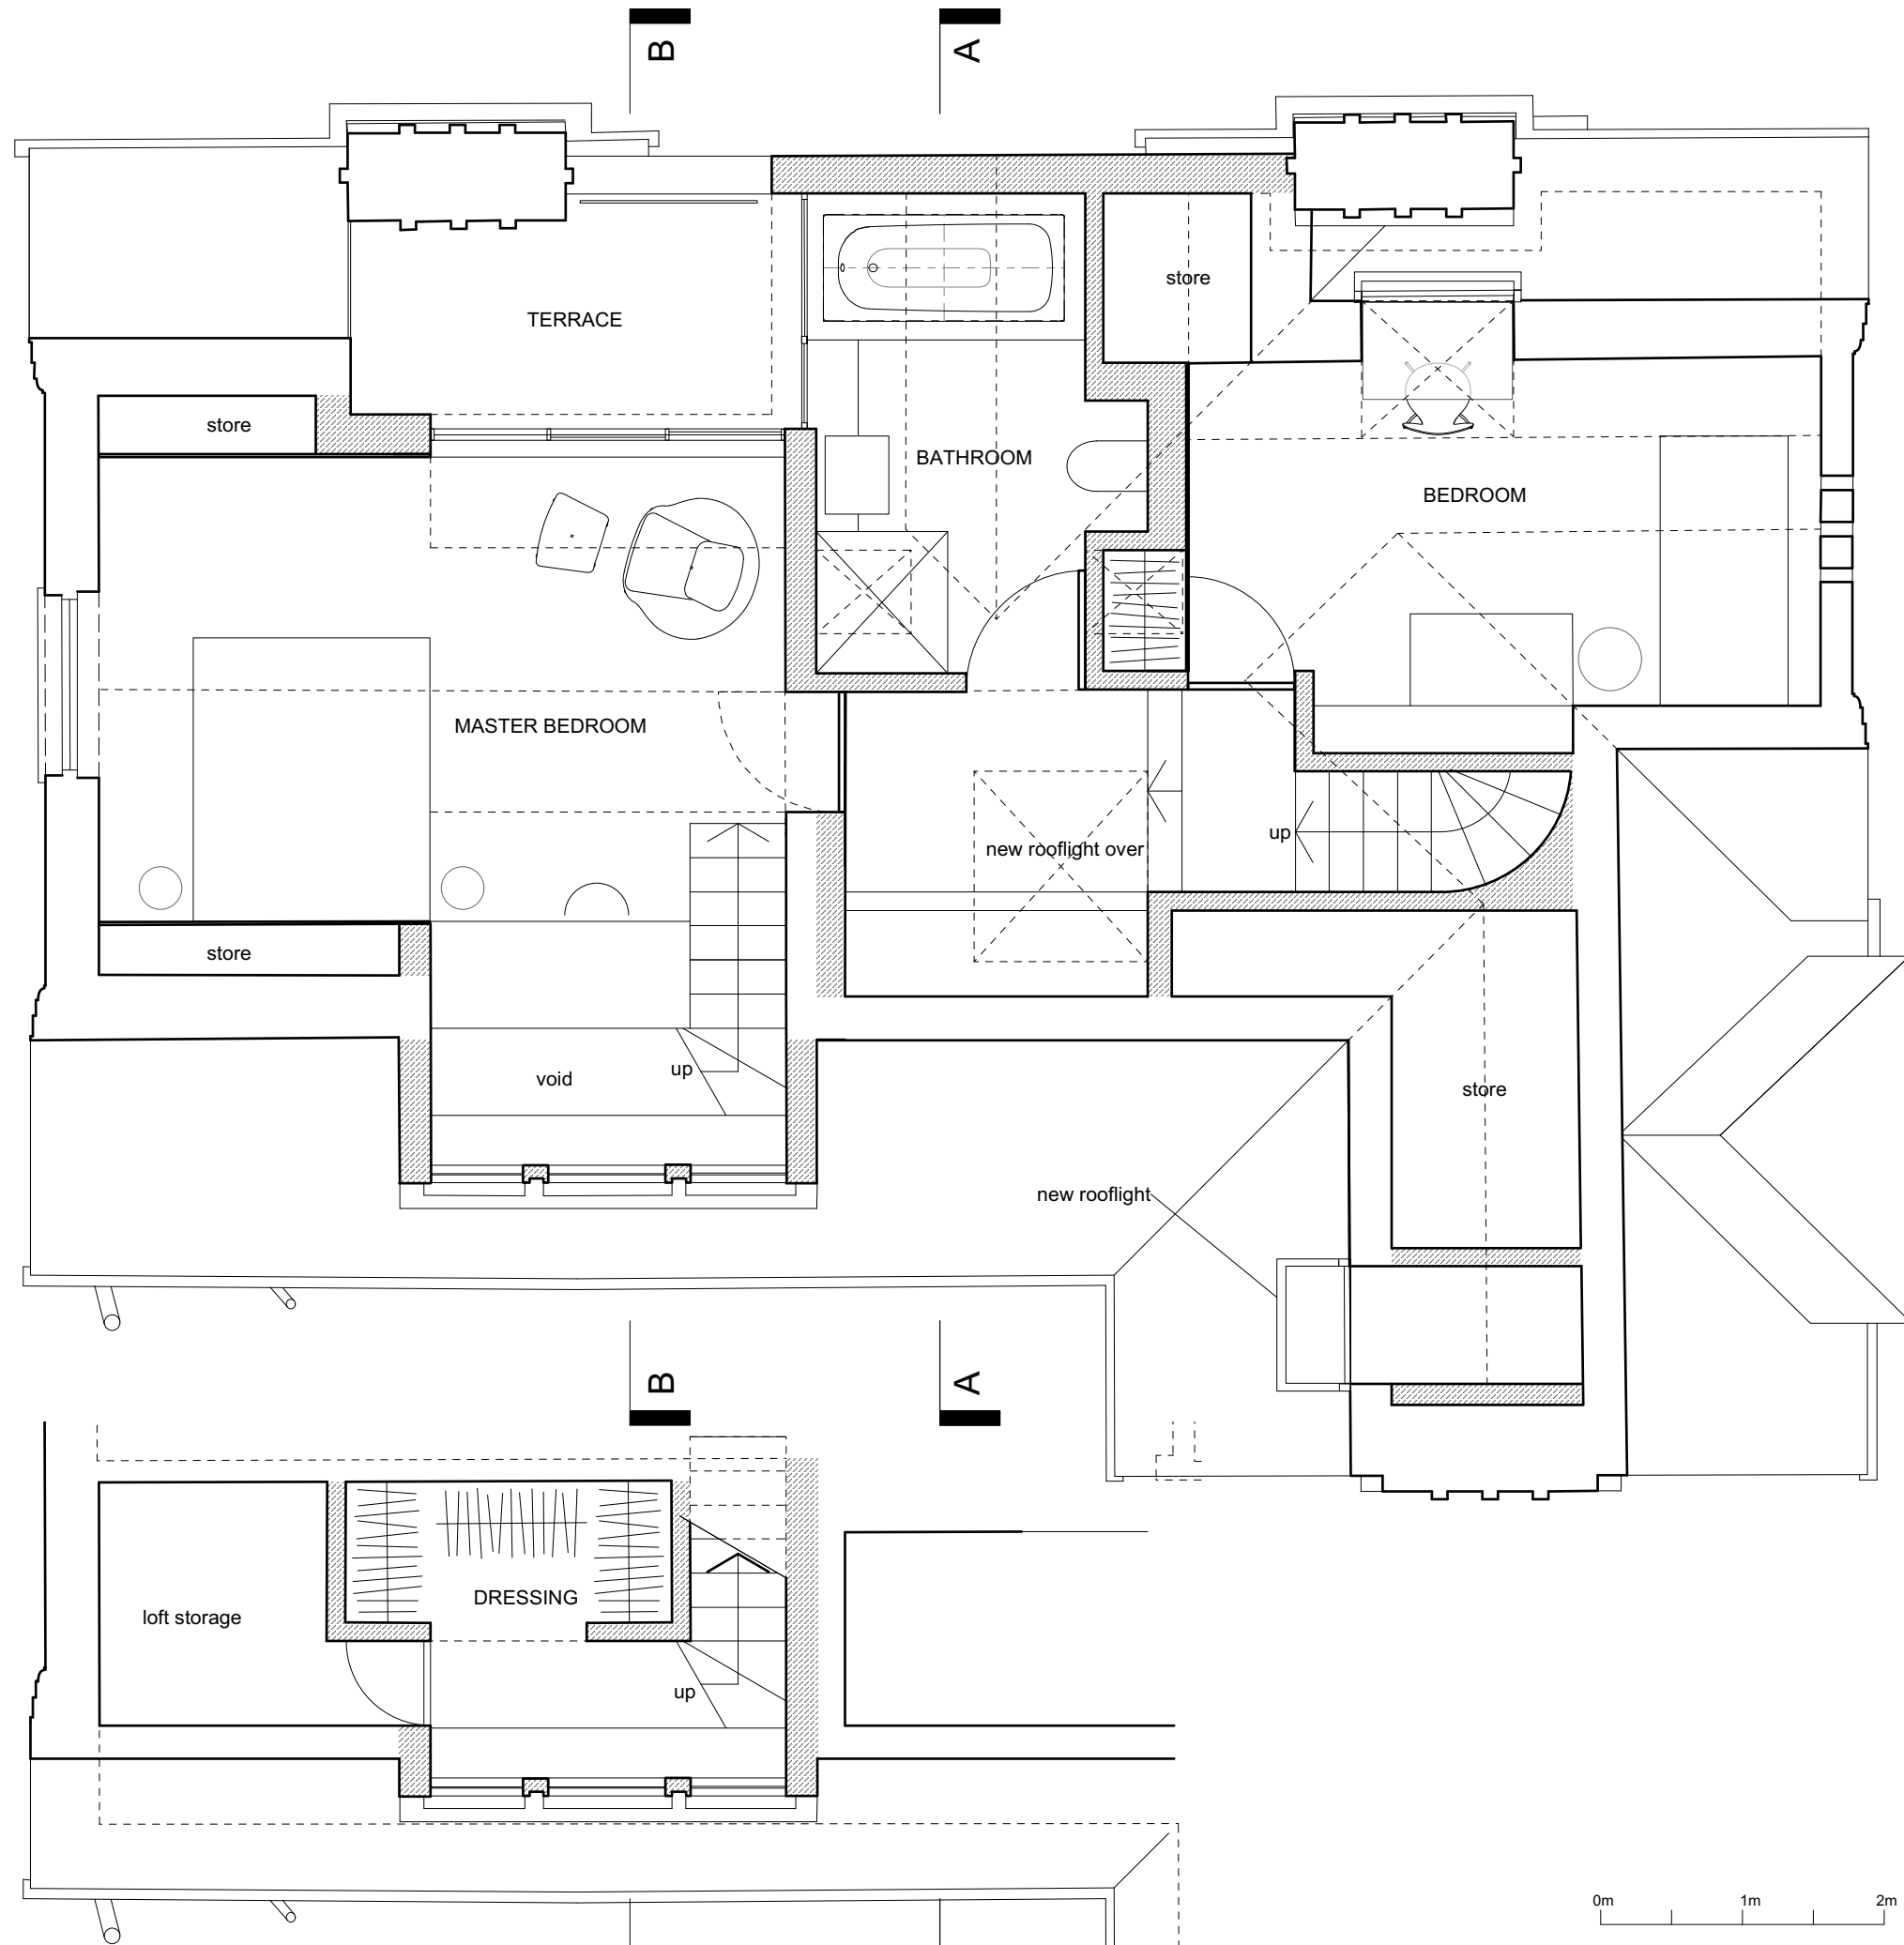 B
A
store
TERRACE
store
BATHROOM
BEDROOM
MASTER BEDROOM
up
new rooflight over
store
void
up
store
new rooflight
B
A
DRESSING
loft storage
up
0m
1m
2m